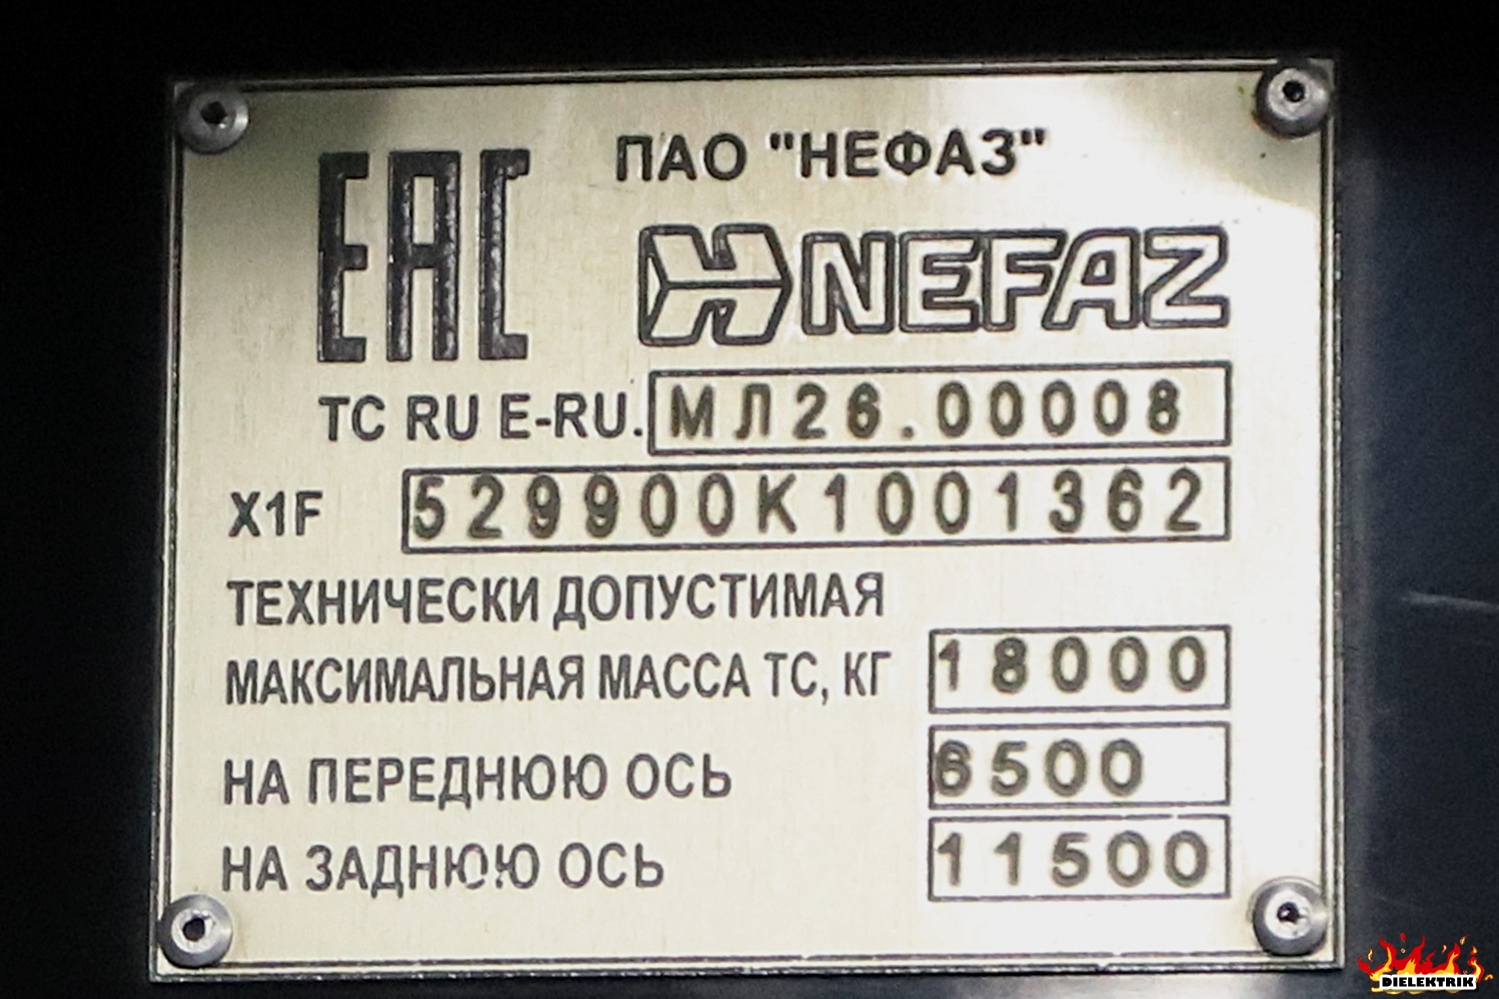 ЕАС
ПАО "НЕФАЗ"
NEFAZ
ТС RU E-RU. МЛ26.00008
X1F 529900K1001362
ТЕХНИЧЕСКИ ДОПУСТИМАЯ
МАКСИМАЛЬНАЯ МАССА ТС, КГ 18000
НА ПЕРЕДНЮЮ ОСЬ 6500
НА ЗАДНЮЮ ОСЬ 11500
DIELEKTRIK